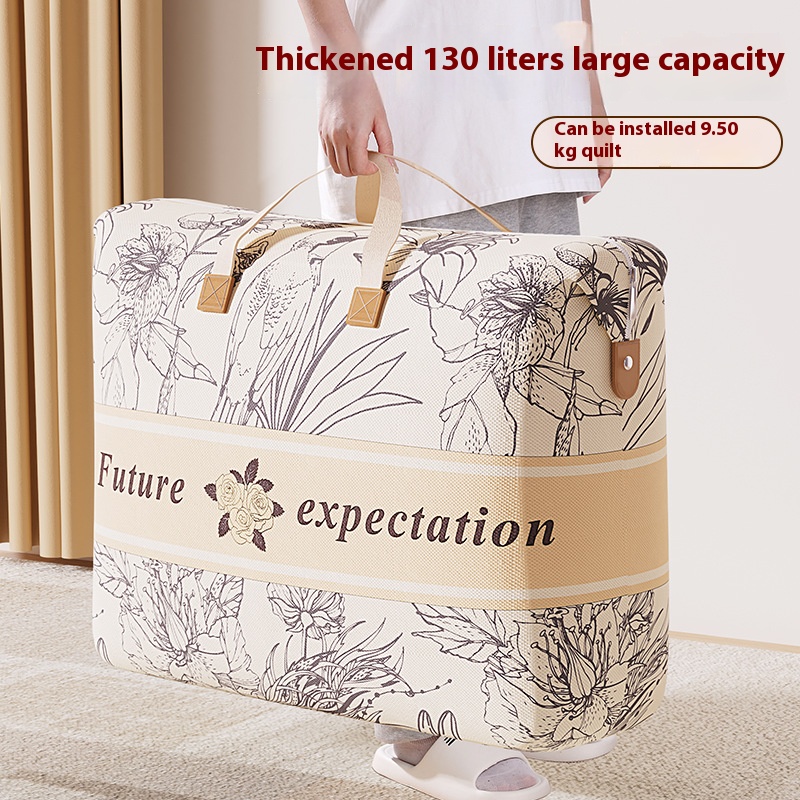 Thickened 130 liters large capacity
Can be installed 9.50
kg quilt
Future expectation